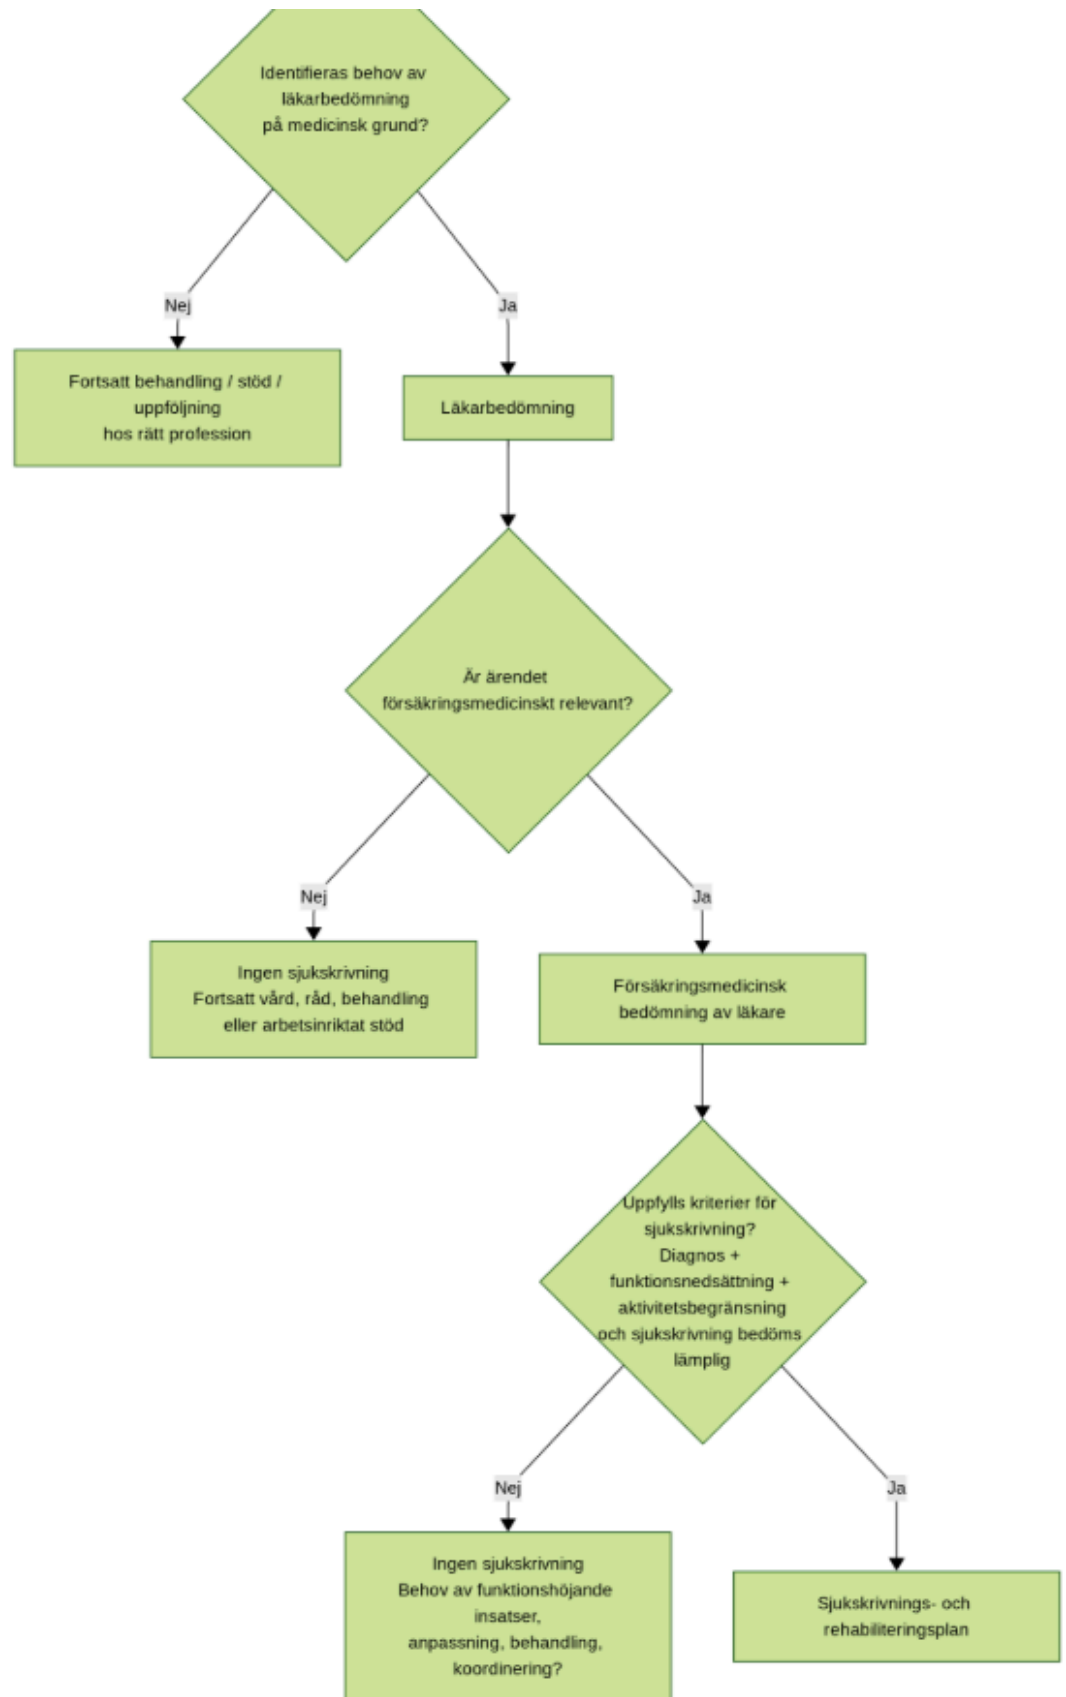 Identifieras behov av
läkarbedömning
på medicinsk grund?
Nej
Ja
Fortsatt behandling / stöd /
uppföljning
hos rätt profession
Läkarbedömning
Är ärendet
försäkringsmedicinskt relevant?
Nej
Ja
Ingen sjukskrivning
Fortsatt vård, råd, behandling
eller arbetsinriktat stöd
Försäkringsmedicinsk
bedömning av läkare
Uppfylls kriterier för
sjukskrivning?
Diagnos +
funktionsnedsättning +
aktivitetsbegränsning
och sjukskrivning bedöms
lämplig
Nej
Ja
Ingen sjukskrivning
Behov av funktionshöjande
insatser,
anpassning, behandling,
koordinering?
Sjukskrivnings- och
rehabiliteringsplan